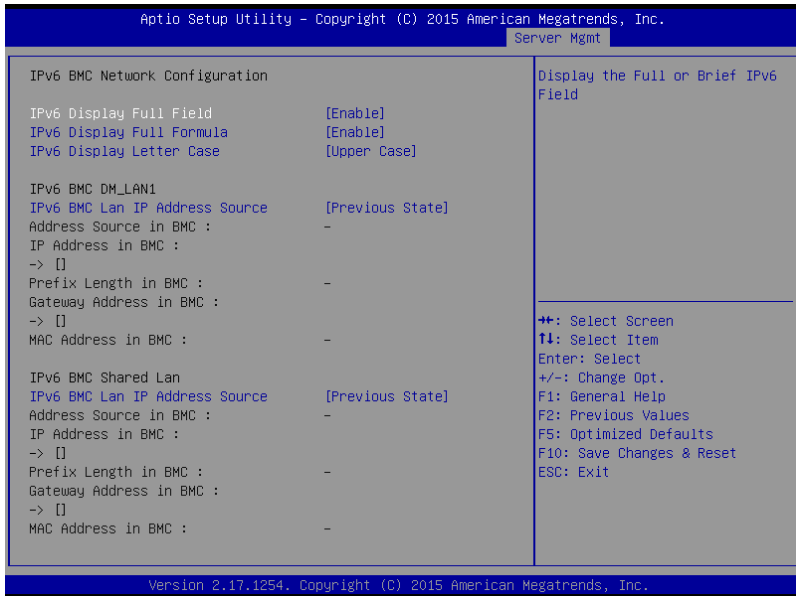 Aptio Setup Utility – Copyright (C) 2015 American Megatrends, Inc.
Server Mgmt
IPv6 BMC Network Configuration
IPv6 Display Full Field [Enable]
IPv6 Display Full Formula [Enable]
IPv6 Display Letter Case [Upper Case]
IPv6 BMC DM_LAN1
IPv6 BMC Lan IP Address Source [Previous State]
Address Source in BMC : –
IP Address in BMC :
–> []
Prefix Length in BMC : –
Gateway Address in BMC :
–> []
MAC Address in BMC : –
IPv6 BMC Shared Lan
IPv6 BMC Lan IP Address Source [Previous State]
Address Source in BMC : –
IP Address in BMC :
–> []
Prefix Length in BMC : –
Gateway Address in BMC :
–> []
MAC Address in BMC : –
Display the Full or Brief IPv6
Field
→←: Select Screen
↑↓: Select Item
Enter: Select
+/–: Change Opt.
F1: General Help
F2: Previous Values
F5: Optimized Defaults
F10: Save Changes & Reset
ESC: Exit
Version 2.17.1254. Copyright (C) 2015 American Megatrends, Inc.